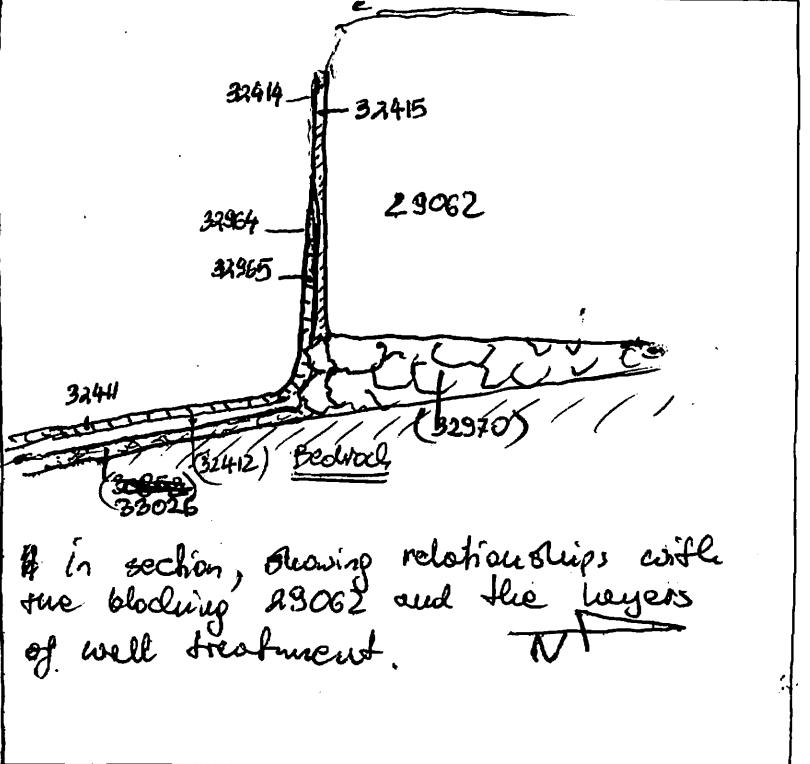 32414
32415
29062
32964
32965
32411
(32970)
(32412)
Bedrock
(
33026
in section, showing relationships with
the blocking 29062 and the layers
of wall treatment.
N